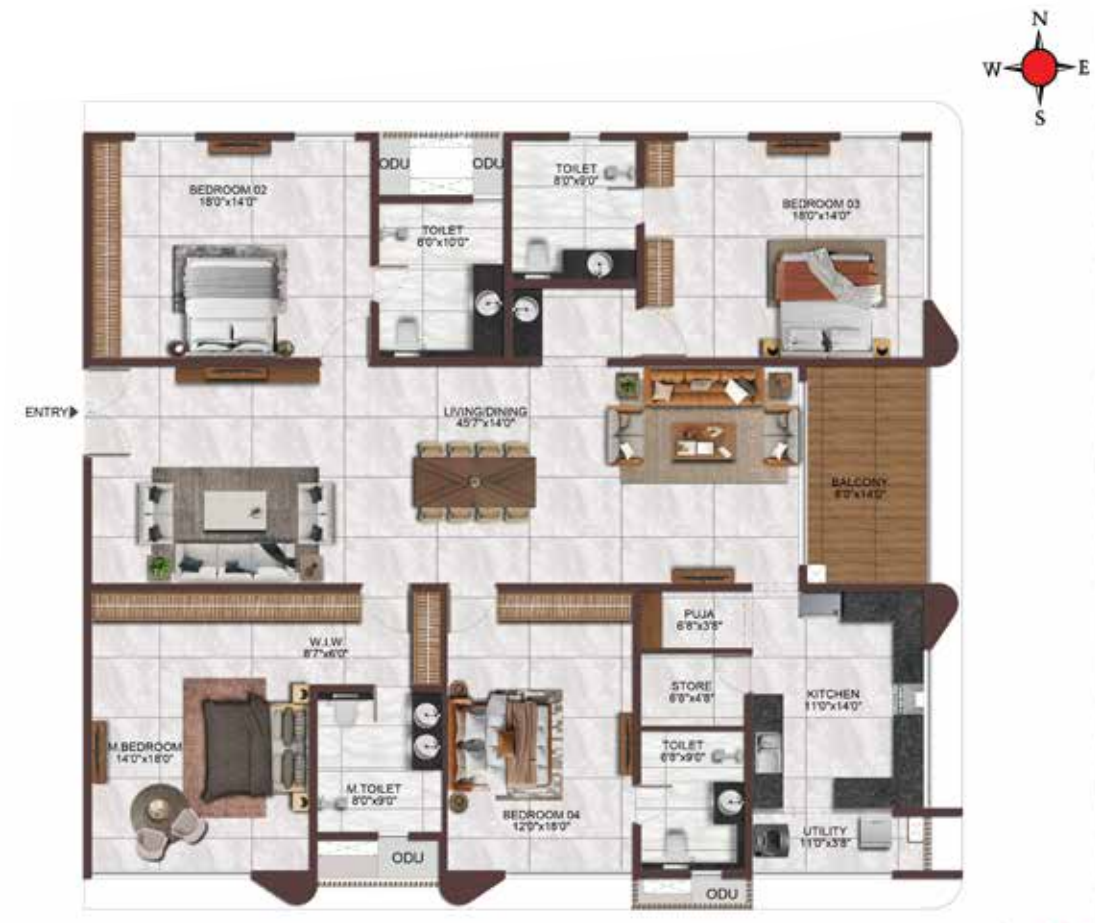 N
W E
S
BEDROOM 02
18'0"x14'0"
ODU
ODU
TOILET
8'0"x9'0"
BEDROOM 03
18'0"x14'0"
TOILET
8'0"x10'0"
ENTRY
LIVING/DINING
45'7"x14'0"
BALCONY
8'0"x14'0"
W.I.W.
8'7"x6'0"
PUJA
6'8"x3'8"
STORE
6'8"x4'8"
KITCHEN
11'0"x14'0"
M.BEDROOM
14'0"x18'0"
M.TOILET
8'0"x9'0"
TOILET
6'8"x9'0"
BEDROOM 04
12'0"x18'0"
UTILITY
11'0"x3'8"
ODU
ODU